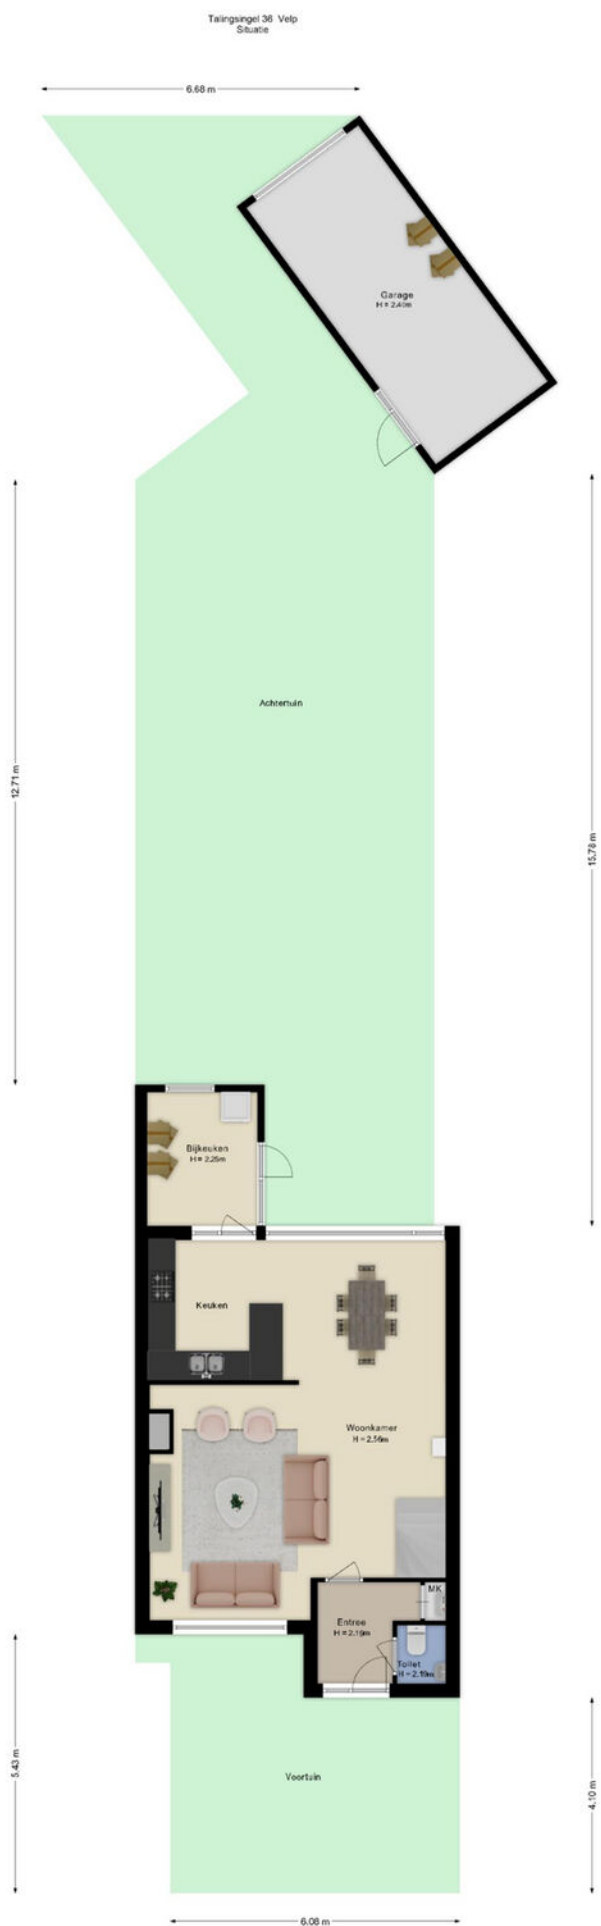 Talingsingel 36 Velp
Situatie
6.68 m
Garage
H = 2.40m
Achtertuin
12.71 m
15.78 m
Bijkeuken
H = 2.25m
Keuken
Woonkamer
H = 2.56m
MK
Entree
H = 2.19m
Toilet
H = 2.19m
5.43 m
Voortuin
4.10 m
6.08 m